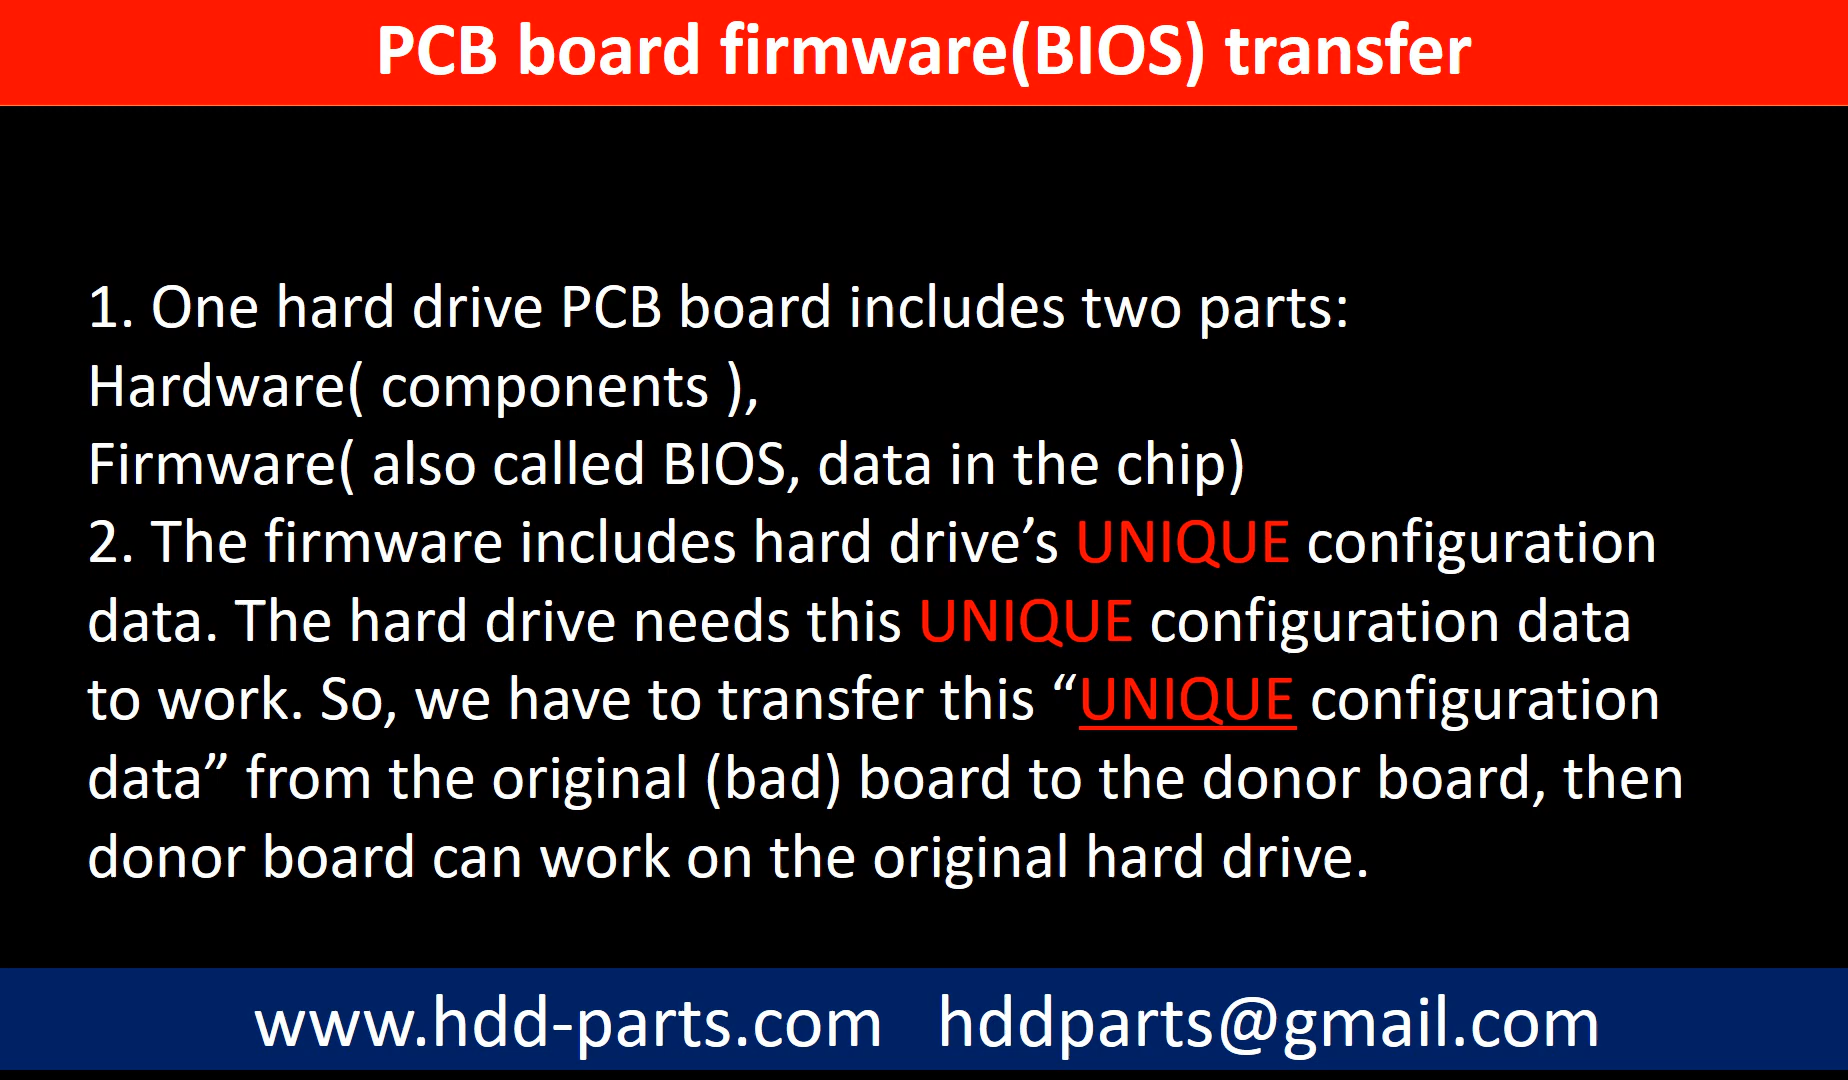 PCB board firmware(BIOS) transfer
1. One hard drive PCB board includes two parts:
Hardware( components ),
Firmware( also called BIOS, data in the chip)
2. The firmware includes hard drive’s UNIQUE configuration
data. The hard drive needs this UNIQUE configuration data
to work. So, we have to transfer this “UNIQUE configuration
data” from the original (bad) board to the donor board, then
donor board can work on the original hard drive.
www.hdd-parts.com hddparts@gmail.com